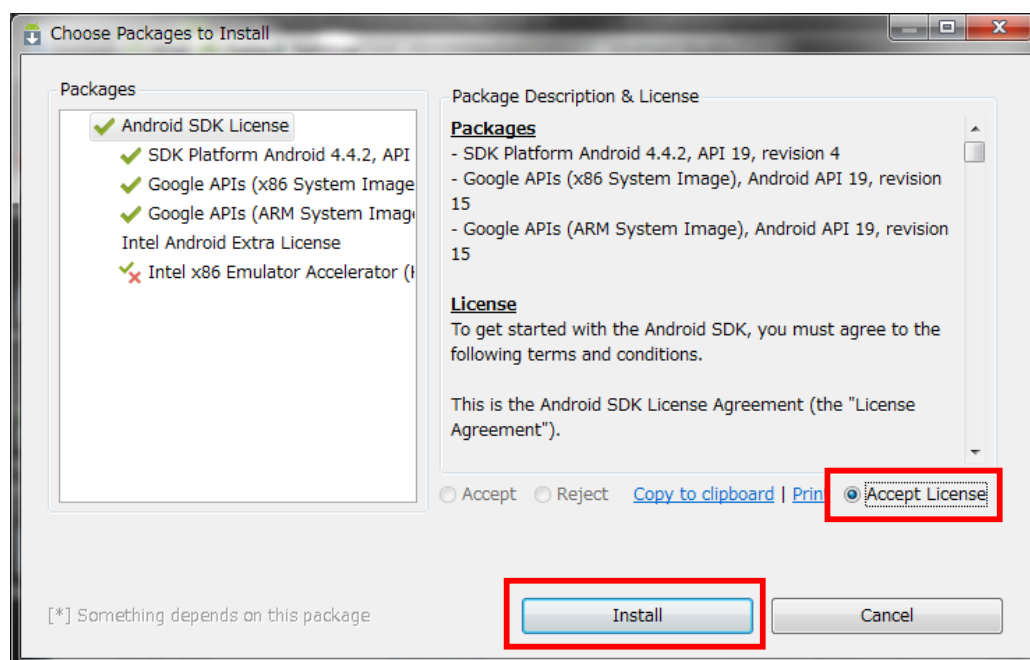 Choose Packages to Install
Packages
Android SDK License
SDK Platform Android 4.4.2, API
Google APIs (x86 System Image
Google APIs (ARM System Imag
Intel Android Extra License
Intel x86 Emulator Accelerator (H
Package Description & License
Packages
- SDK Platform Android 4.4.2, API 19, revision 4
- Google APIs (x86 System Image), Android API 19, revision
15
- Google APIs (ARM System Image), Android API 19, revision
15
License
To get started with the Android SDK, you must agree to the
following terms and conditions.
This is the Android SDK License Agreement (the "License
Agreement").
Accept Reject Copy to clipboard | Print Accept License
[*] Something depends on this package
Install
Cancel